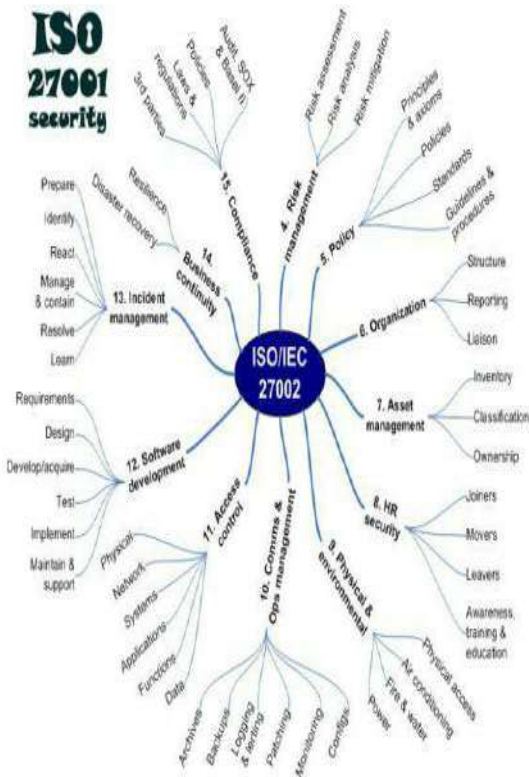 ISO
27001
security
ISO/IEC
27002
4. Risk
management
Risk assessment
Risk analysis
Risk mitigation
5. Policy
Principles
& axioms
Policies
Standards
Guidelines &
procedures
6. Organization
Structure
Reporting
Liaison
7. Asset
management
Inventory
Classification
Ownership
8. HR
security
Joiners
Movers
Leavers
Awareness,
training &
education
9. Physical &
environmental
Physical access
Air conditioning
Fire & water
Power
10. Comms &
Ops management
Configs
Monitoring
Patching
Logging
& lerting
Backups
Archives
11. Access
control
Physical
Network
Systems
Applications
Functions
Data
12. Software
development
Requirements
Design
Develop/acquire
Test
Implement
Maintain &
support
13. Incident
management
Prepare
Identify
React
Manage
& contain
Resolve
Learn
14.
Business
continuity
Resilience
Disaster recovery
15. Compliance
3rd parties
Laws &
regulations
Policies
Audit, SOX
& Basel II